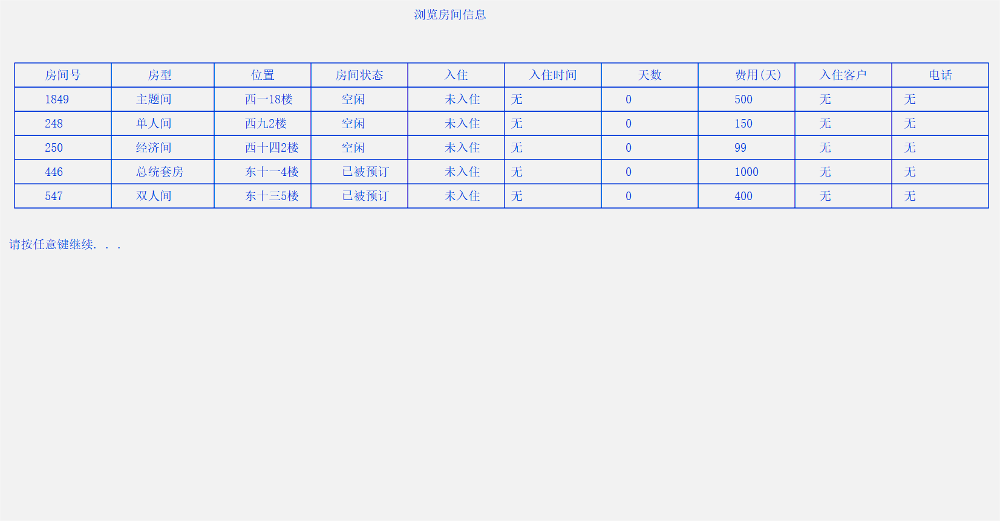 浏览房间信息
房间号 房型 位置 房间状态 入住 入住时间 天数 费用(天) 入住客户 电话
1849 主题间 西一18楼 空闲 未入住 无 0 500 无 无
248 单人间 西九2楼 空闲 未入住 无 0 150 无 无
250 经济间 西十四2楼 空闲 未入住 无 0 99 无 无
446 总统套房 东十一4楼 已被预订 未入住 无 0 1000 无 无
547 双人间 东十三5楼 已被预订 未入住 无 0 400 无 无
请按任意键继续. . .